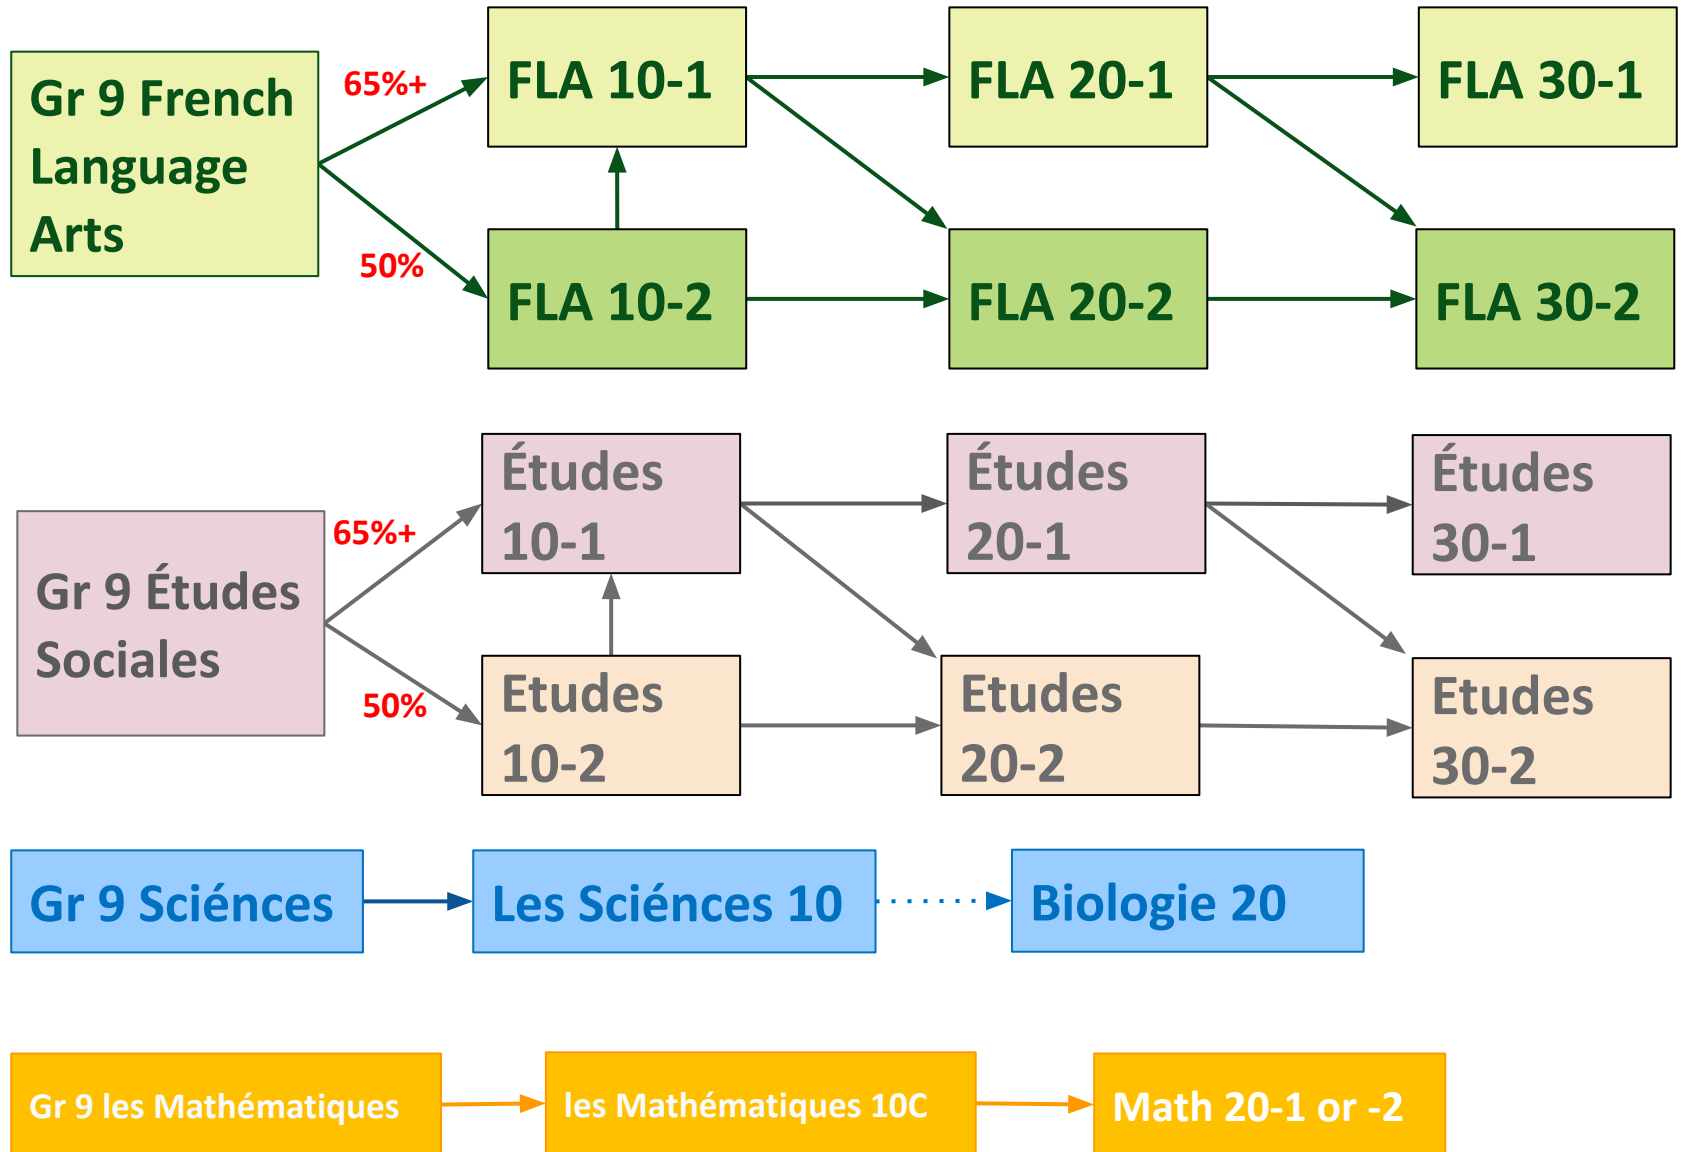 Gr 9 French
Language
Arts
65%+
50%
FLA 10-1
FLA 20-1
FLA 30-1
FLA 10-2
FLA 20-2
FLA 30-2
Gr 9 Études
Sociales
65%+
50%
Études
10-1
Études
20-1
Études
30-1
Etudes
10-2
Etudes
20-2
Etudes
30-2
Gr 9 Sciénces
Les Sciénces 10
Biologie 20
Gr 9 les Mathématiques
les Mathématiques 10C
Math 20-1 or -2